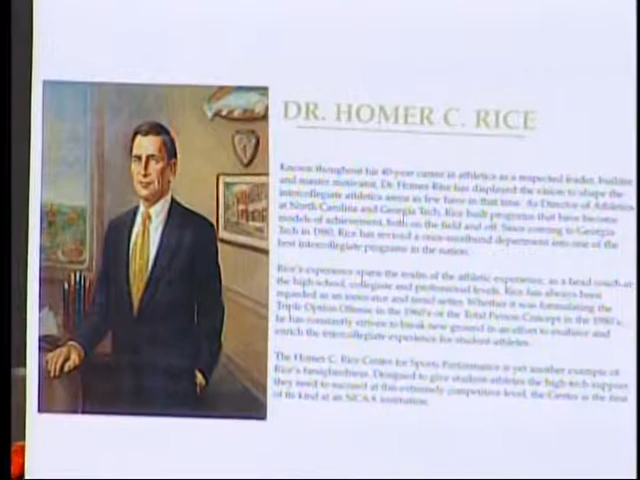 DR. HOMER C. RICE
Known thoughout his 40-year career in athletics as a respected leader, builder
and master motivator, Dr. Homer Rice has displayed the vision to shape the
intercollegiate athletics arena as few have in that time. As Director of Athletics
at North Carolina and Georgia Tech, Rice built programs that have become
models of achievement, both on the field and off. Since coming to Georgia
Tech in 1980, Rice has revived a once-moribund department into one of the
best intercollegiate programs in the nation.
Rice's experience spans the realm of the athletic experience, as a head coach at
the high school, collegiate and professional levels. Rice has always been
regarded as an innovator and trend setter. Whether it was formulating the
Triple Option Offense in the 1960's or the Total Person Concept in the 1980's,
he has constantly striven to break new ground in an effort to enhance and
enrich the intercollegiate experience for student-athletes.
The Homer C. Rice Center for Sports Performance is yet another example of
Rice's farsightedness. Designed to give student-athletes the high-tech support
they need to succeed at this extremely competitive level, the Center is the first
of its kind at an NCAA institution.